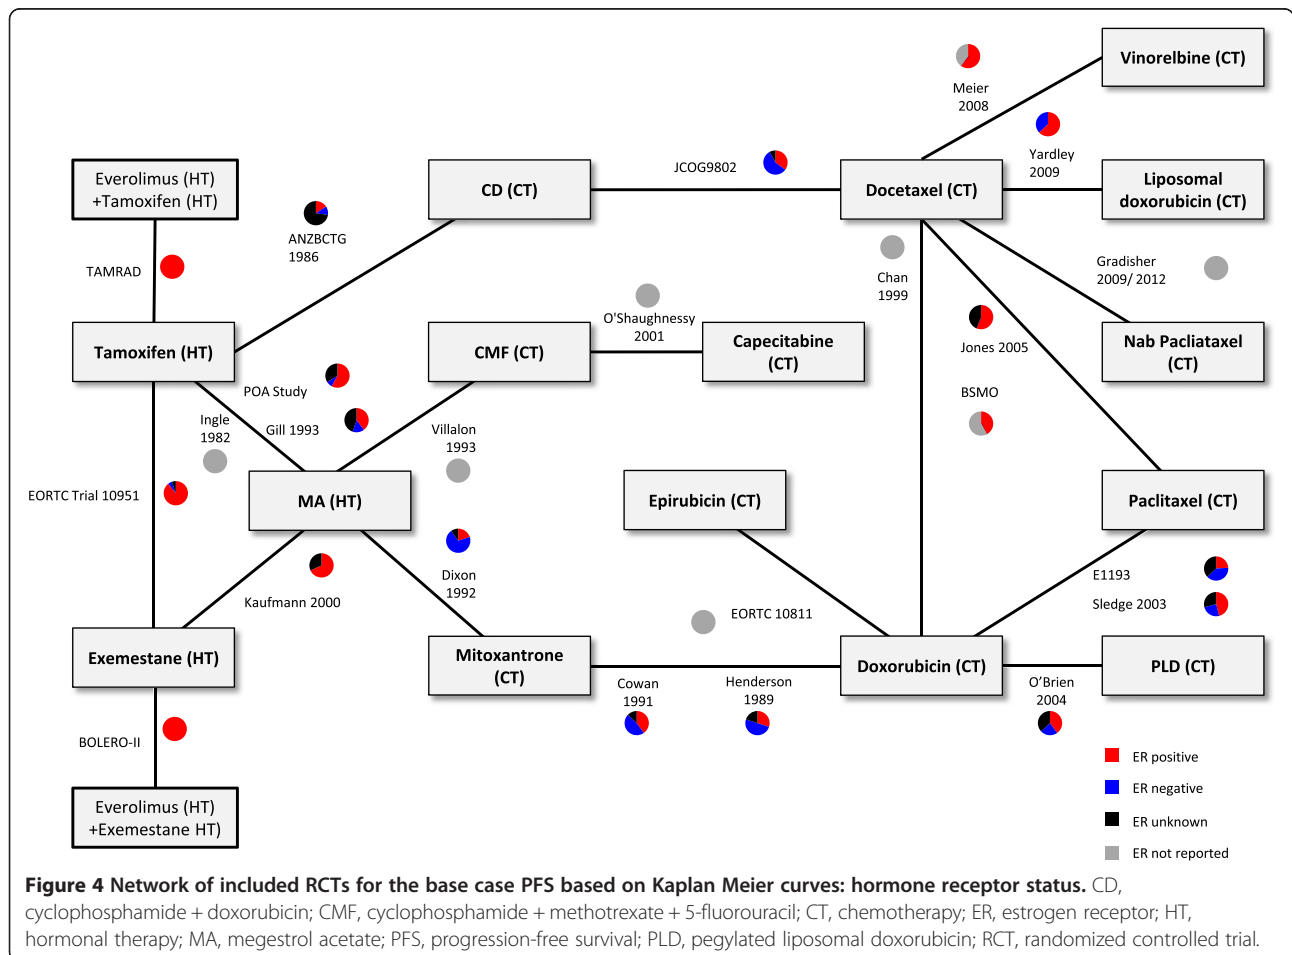 Vinorelbine (CT)
Meier
2008
Yardley
2009
Everolimus (HT)
+Tamoxifen (HT)
CD (CT)
JCOG9802
Docetaxel (CT)
Liposomal
doxorubicin (CT)
ANZBCTG
1986
TAMRAD
Chan
1999
Gradisher
2009/ 2012
O'Shaughnessy
2001
Tamoxifen (HT)
CMF (CT)
Capecitabine
(CT)
Jones 2005
Nab Pacliataxel
(CT)
POA Study
BSMO
Ingle
1982
Gill 1993
Villalon
1993
EORTC Trial 10951
MA (HT)
Epirubicin (CT)
Paclitaxel (CT)
Dixon
1992
E1193
Kaufmann 2000
EORTC 10811
Sledge 2003
Exemestane (HT)
Mitoxantrone
(CT)
Doxorubicin (CT)
PLD (CT)
Cowan
1991
Henderson
1989
O’Brien
2004
BOLERO-II
ER positive
ER negative
ER unknown
ER not reported
Everolimus (HT)
+Exemestane HT)
Figure 4 Network of included RCTs for the base case PFS based on Kaplan Meier curves: hormone receptor status. CD,
cyclophosphamide + doxorubicin; CMF, cyclophosphamide + methotrexate + 5-fluorouracil; CT, chemotherapy; ER, estrogen receptor; HT,
hormonal therapy; MA, megestrol acetate; PFS, progression-free survival; PLD, pegylated liposomal doxorubicin; RCT, randomized controlled trial.